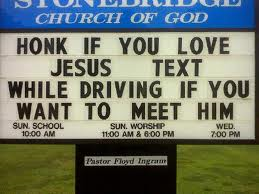 STONEBRIDGE
CHURCH OF GOD
HONK IF YOU LOVE
JESUS TEXT
WHILE DRIVING IF YOU
WANT TO MEET HIM
SUN. SCHOOL SUN. WORSHIP WED.
10:00 AM 11:00 AM & 6:00 PM 7:00 PM
Pastor Floyd Ingram